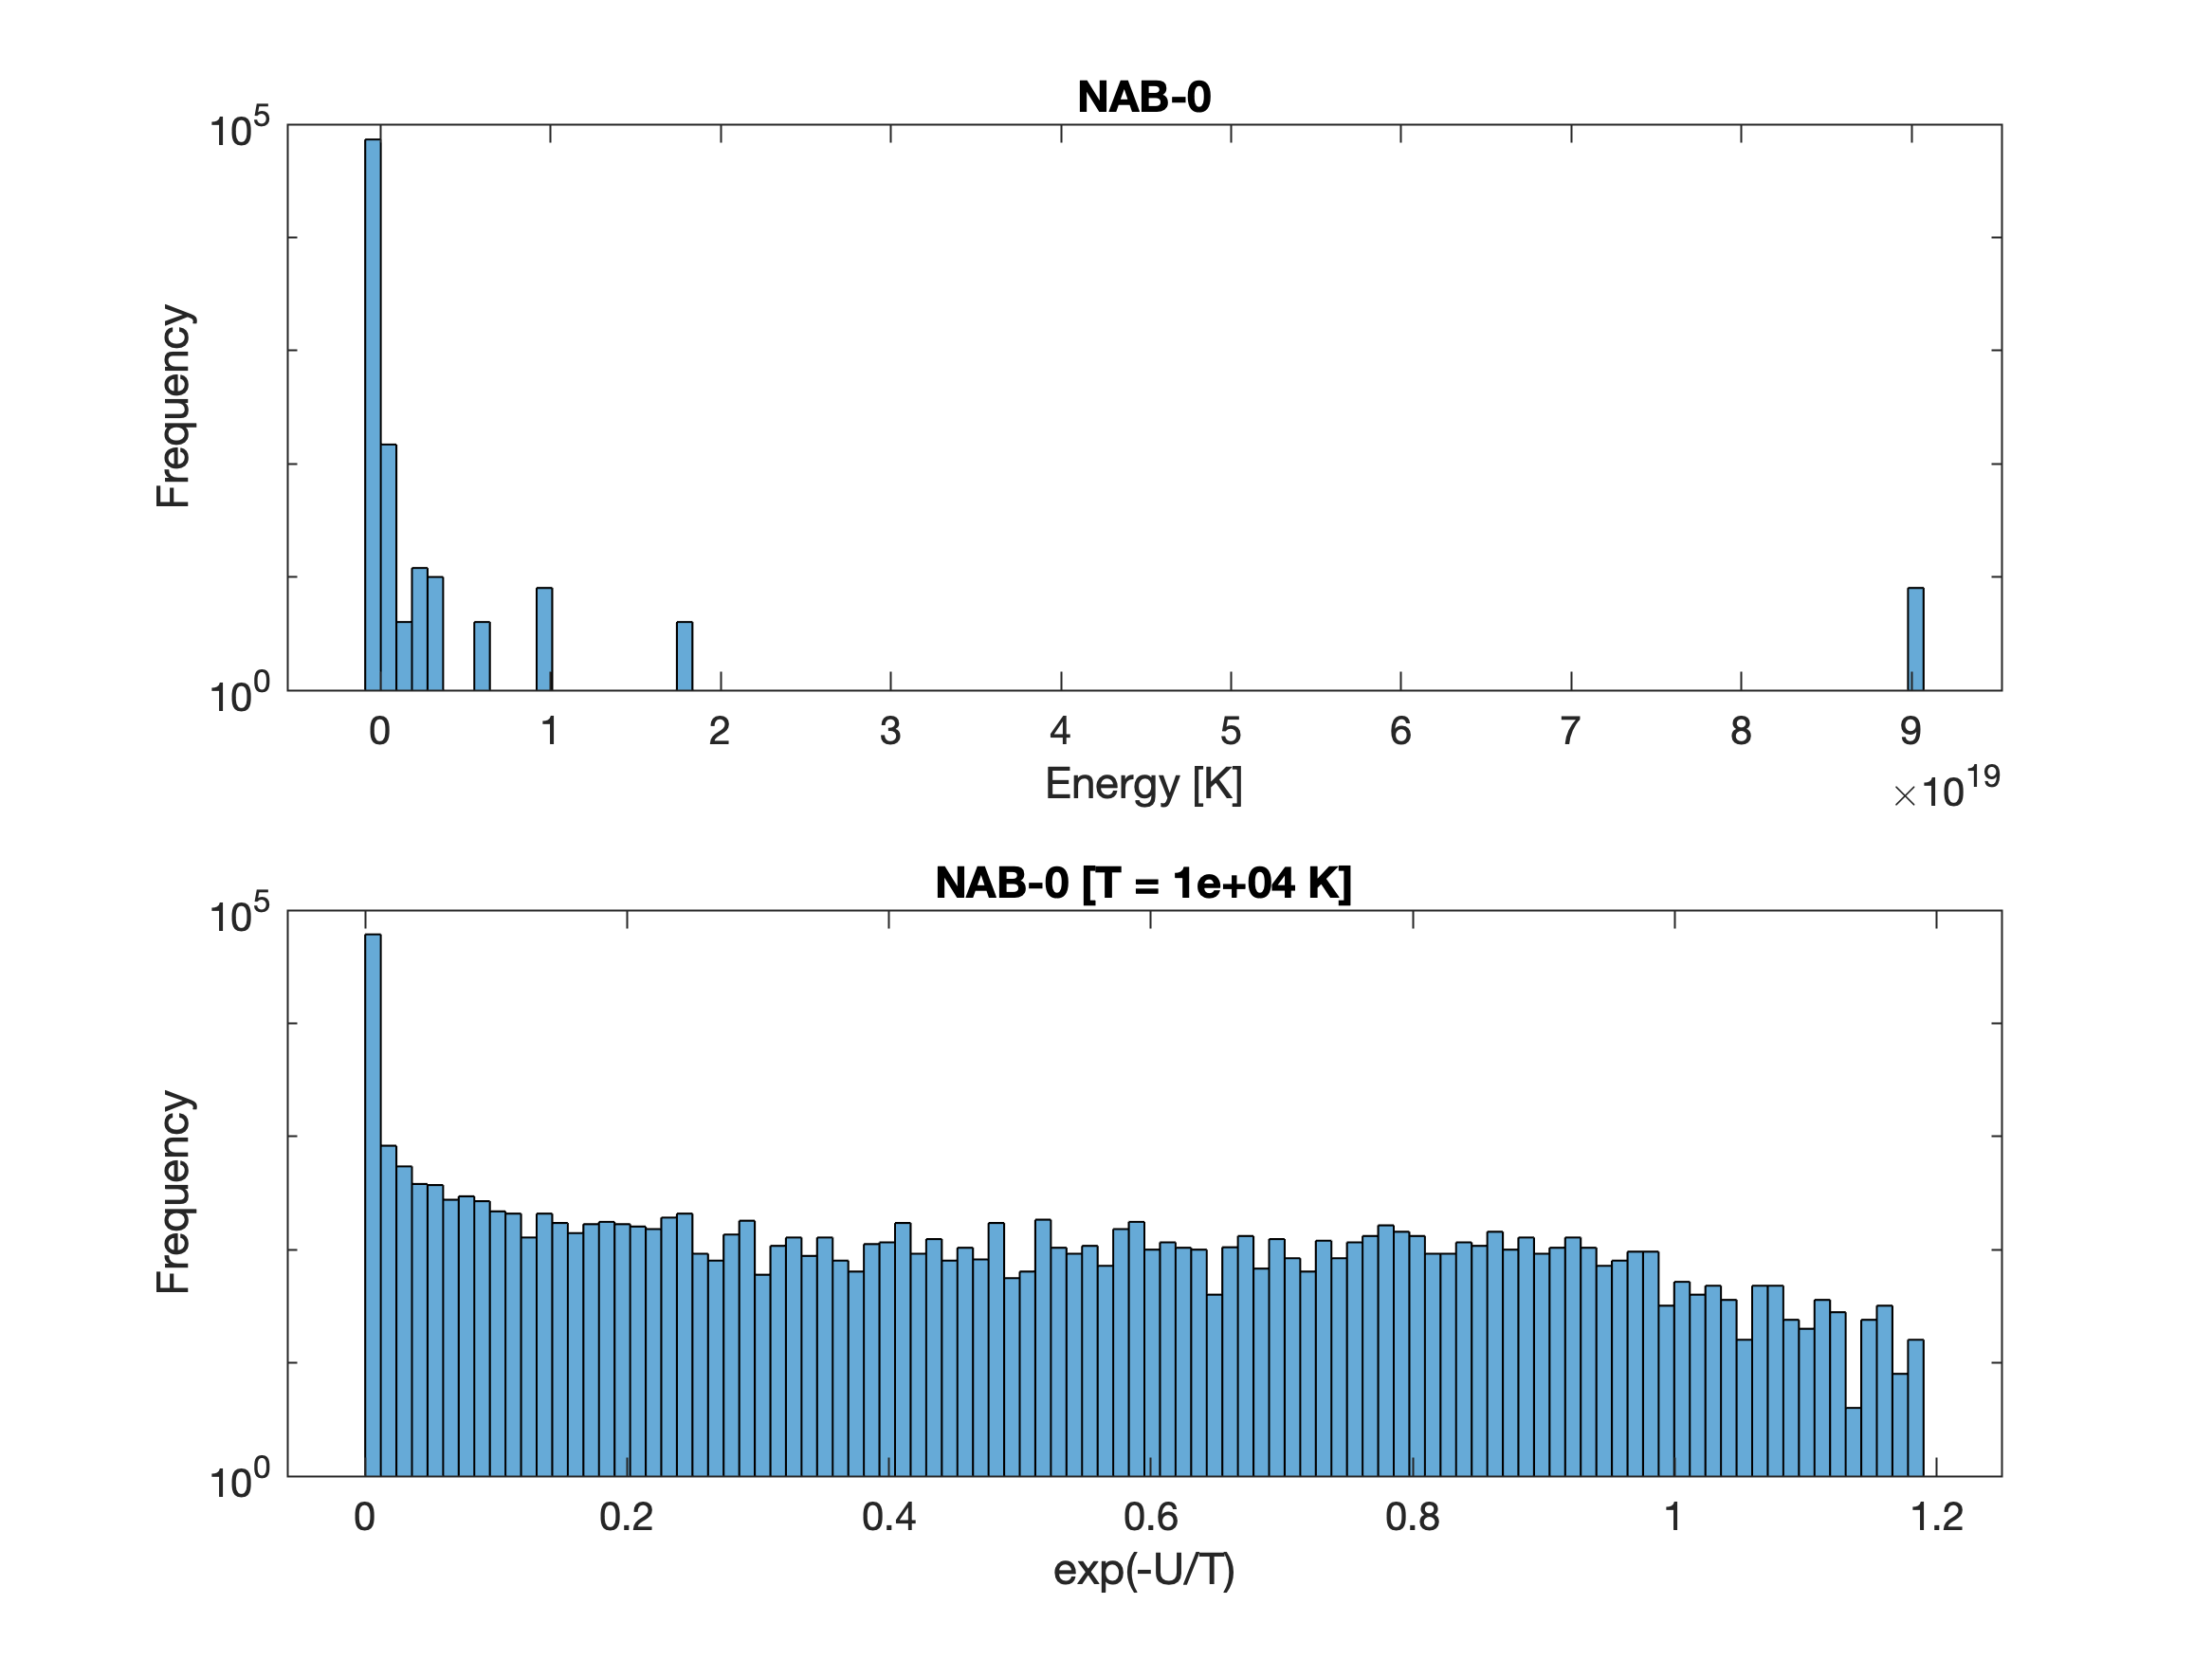 NAB-0
10^5
Frequency
10^0
0 1 2 3 4 5 6 7 8 9
Energy [K]
×10^19
NAB-0 [T = 1e+04 K]
10^5
Frequency
10^0
0 0.2 0.4 0.6 0.8 1 1.2
exp(-U/T)